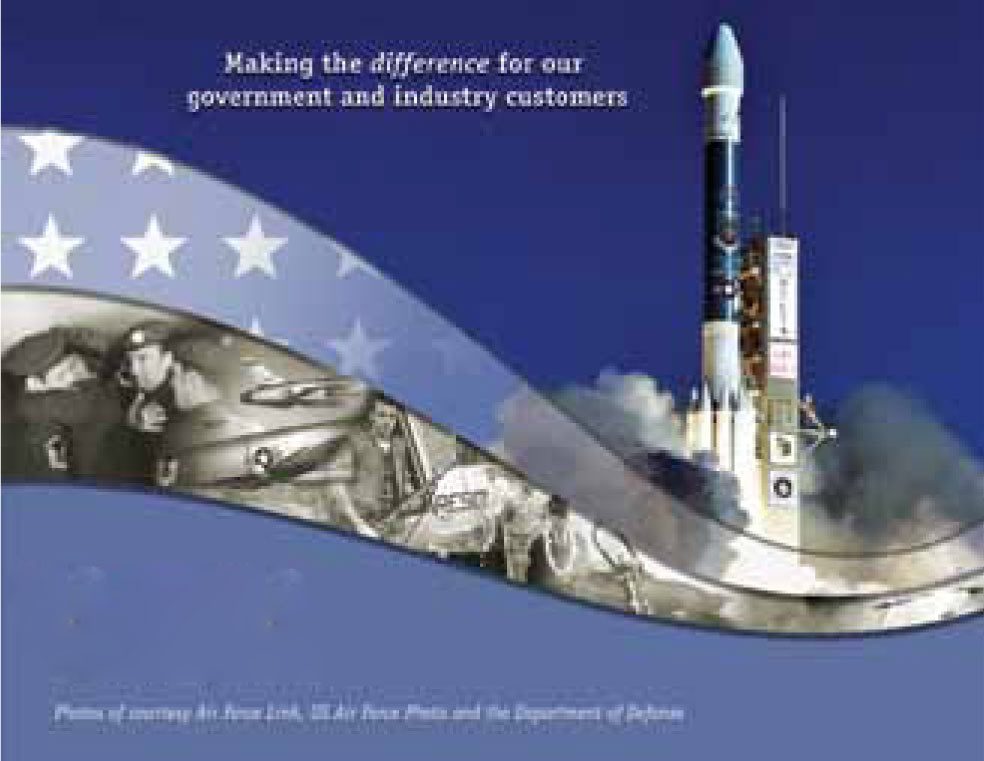 Making the difference for our
government and industry customers
Photos of courtesy Air Force Link, US Air Force Photo and the Department of Defense